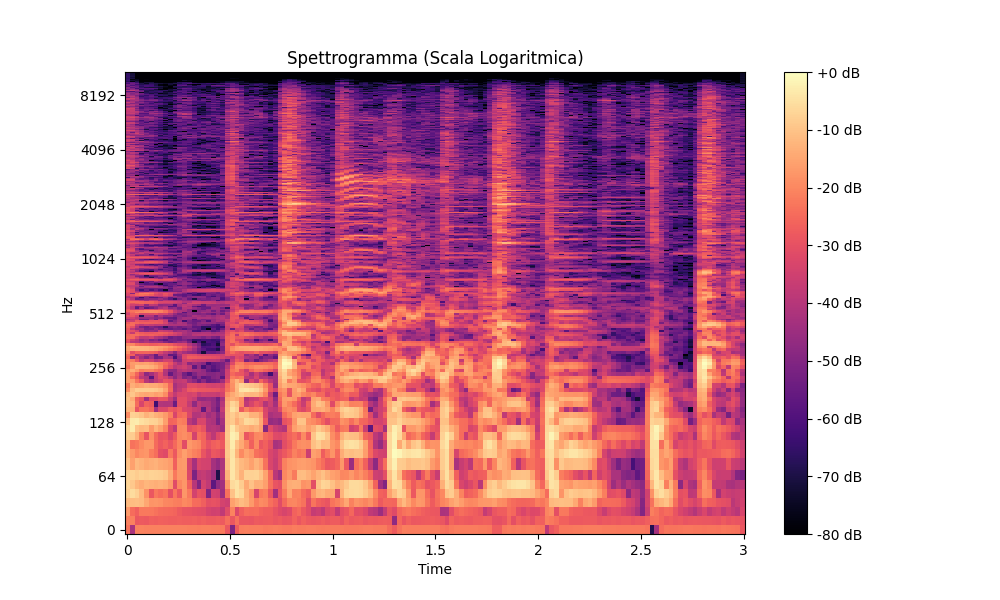 Spettrogramma (Scala Logaritmica)
Hz
8192
4096
2048
1024
512
256
128
64
0
0 0.5 1 1.5 2 2.5 3
Time
+0 dB
-10 dB
-20 dB
-30 dB
-40 dB
-50 dB
-60 dB
-70 dB
-80 dB